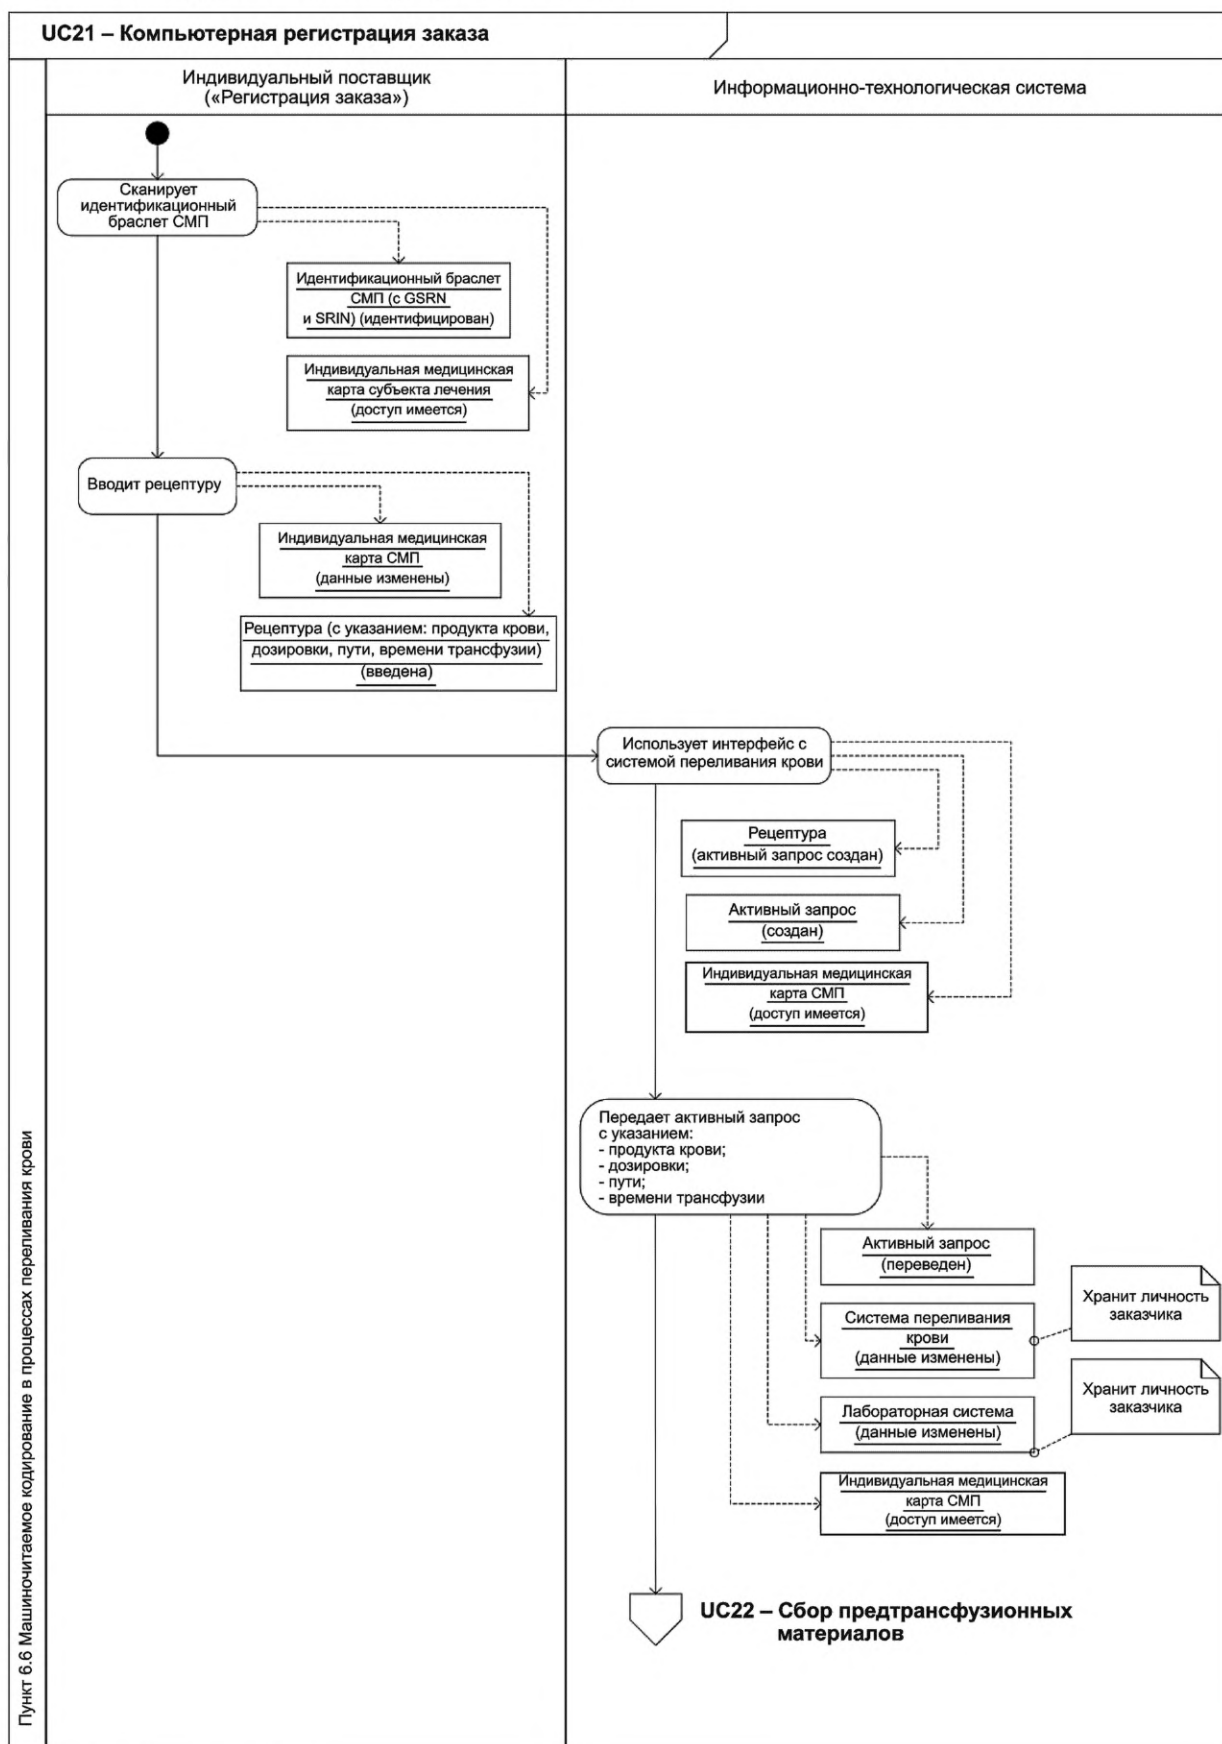 UC21 – Компьютерная регистрация заказа
Индивидуальный поставщик
(«Регистрация заказа»)
Информационно-технологическая система
Сканирует
идентификационный
браслет СМП
Идентификационный браслет
СМП (с GSRN
и SRIN) (идентифицирован)
Индивидуальная медицинская
карта субъекта лечения
(доступ имеется)
Вводит рецептуру
Индивидуальная медицинская
карта СМП
(данные изменены)
Рецептура (с указанием: продукта крови,
дозировки, пути, времени трансфузии)
(введена)
Использует интерфейс с
системой переливания крови
Рецептура
(активный запрос создан)
Активный запрос
(создан)
Индивидуальная медицинская
карта СМП
(доступ имеется)
Передает активный запрос
с указанием:
- продукта крови;
- дозировки;
- пути;
- времени трансфузии
Активный запрос
(переведен)
Система переливания
крови
(данные изменены)
Хранит личность
заказчика
Лабораторная система
(данные изменены)
Хранит личность
заказчика
Индивидуальная медицинская
карта СМП
(доступ имеется)
UC22 – Сбор предтрансфузионных
материалов
Пункт 6.6 Машиночитаемое кодирование в процессах переливания крови